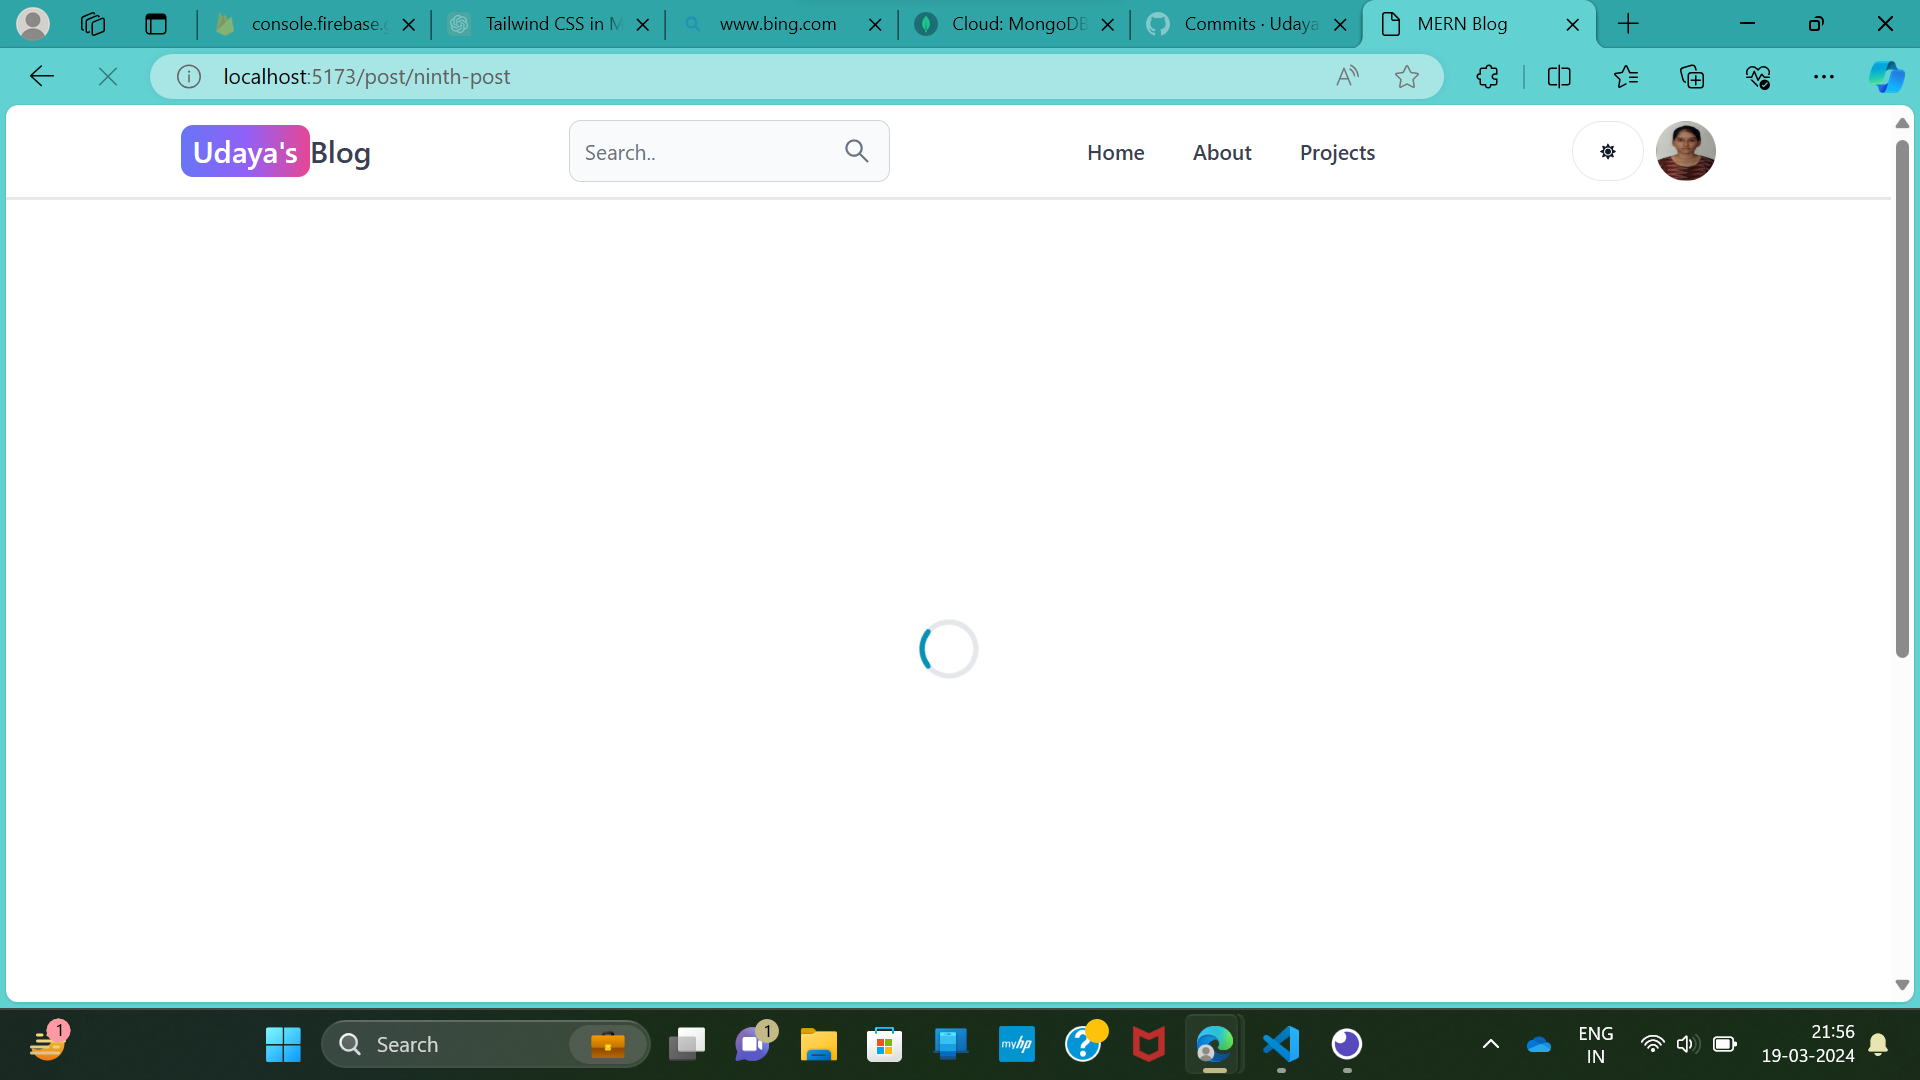 console.firebase.g
Tailwind CSS in M
www.bing.com
Cloud: MongoDB
Commits · Udaya
MERN Blog
localhost:5173/post/ninth-post
Udaya's Blog
Search..
Home
About
Projects
1
Search
1
myhp
ENG
IN
21:56
19-03-2024